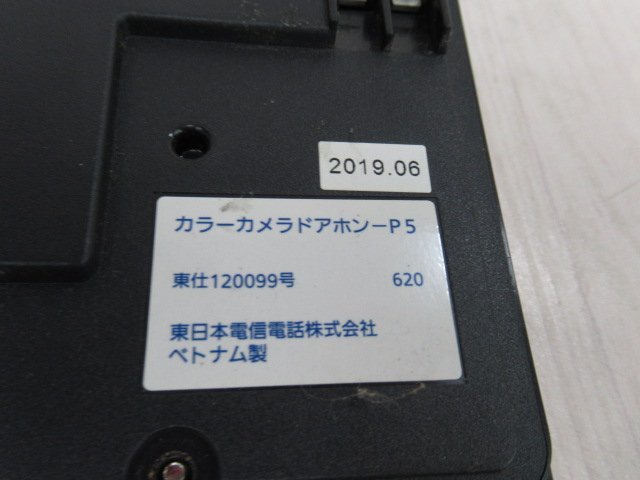 2019.06
カラーカメラドアホンーP5
東仕120099号 620
東日本電信電話株式会社
ベトナム製